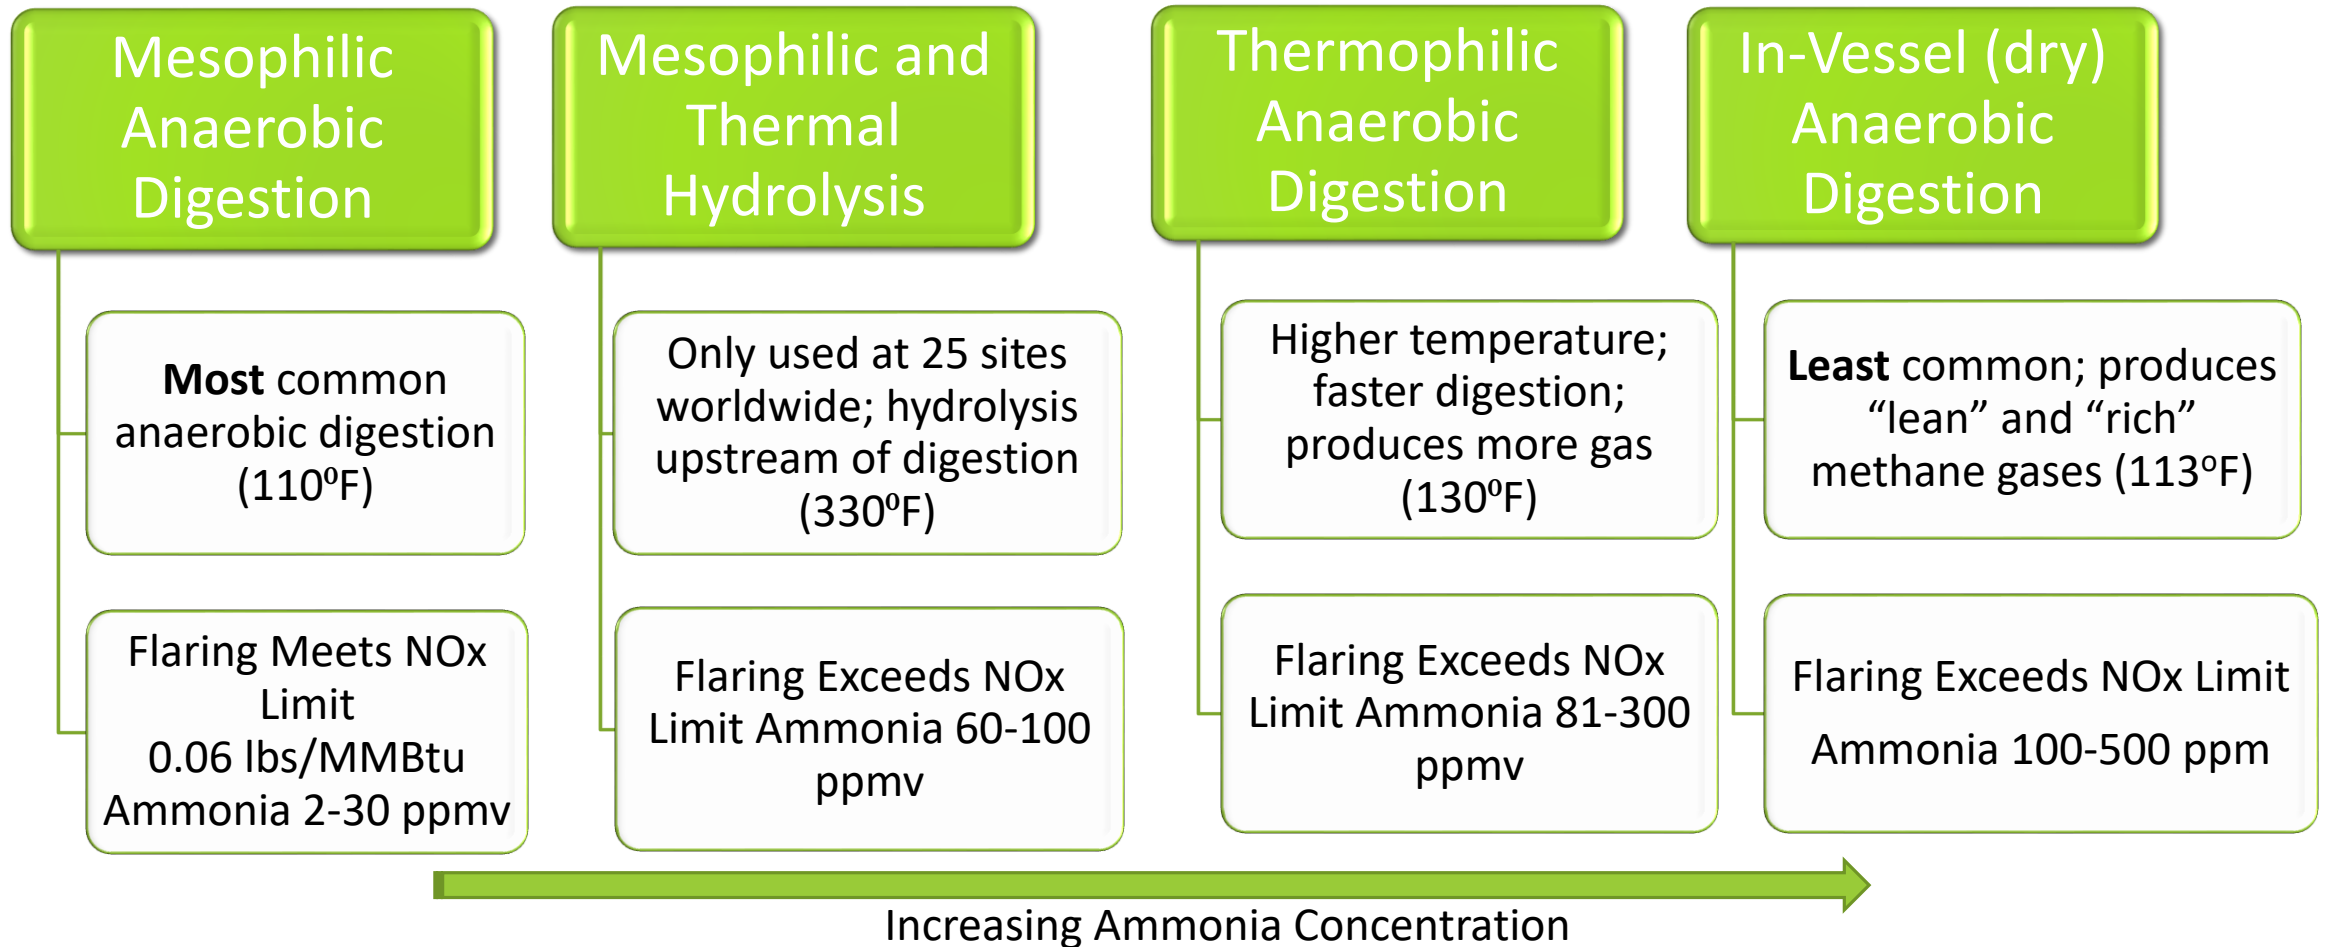 Mesophilic
Anaerobic
Digestion
Most common
anaerobic digestion
(110⁰F)
Flaring Meets NOx
Limit
0.06 lbs/MMBtu
Ammonia 2-30 ppmv
Mesophilic and
Thermal
Hydrolysis
Only used at 25 sites
worldwide; hydrolysis
upstream of digestion
(330⁰F)
Flaring Exceeds NOx
Limit Ammonia 60-100
ppmv
Thermophilic
Anaerobic
Digestion
Higher temperature;
faster digestion;
produces more gas
(130⁰F)
Flaring Exceeds NOx
Limit Ammonia 81-300
ppmv
In-Vessel (dry)
Anaerobic
Digestion
Least common; produces
“lean” and “rich”
methane gases (113ᵒF)
Flaring Exceeds NOx Limit
Ammonia 100-500 ppm
Increasing Ammonia Concentration